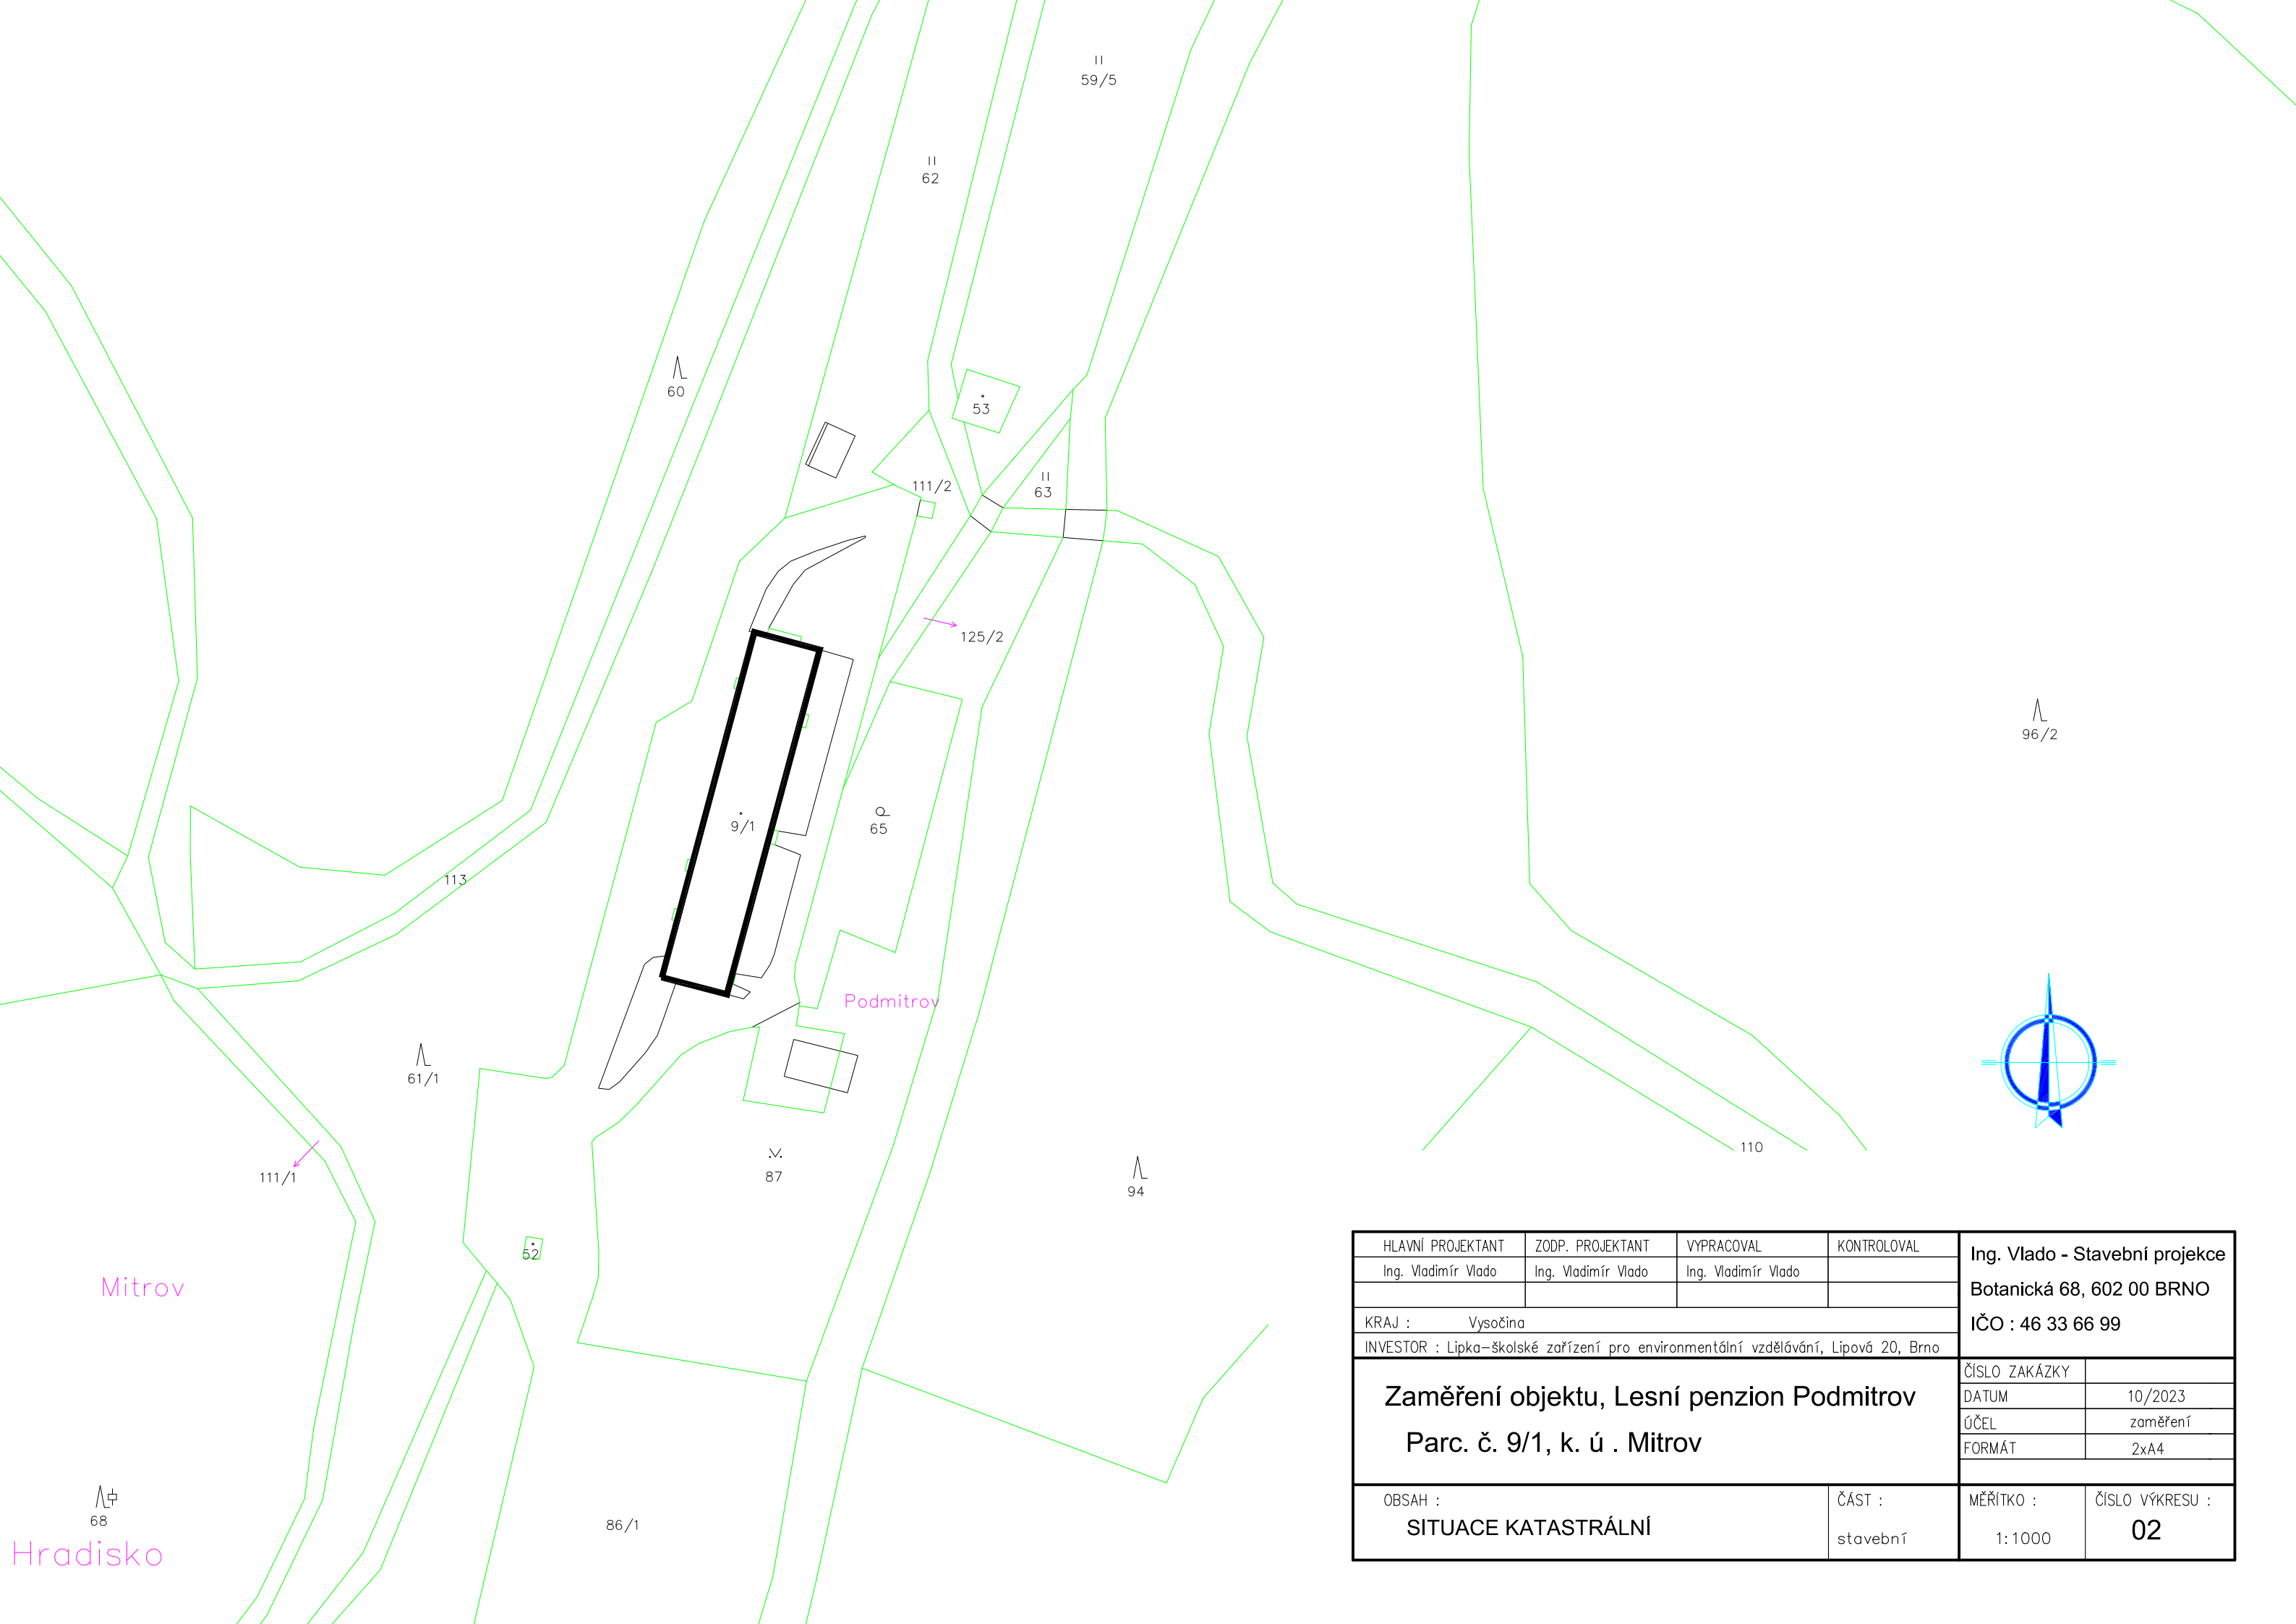 59/5
62
60
53
111/2
63
125/2
96/2
9/1
65
113
Podmitrov
61/1
110
111/1
87
94
52
Mitrov
86/1
68
Hradisko
HLAVNÍ PROJEKTANT ZODP. PROJEKTANT VYPRACOVAL KONTROLOVAL
Ing. Vladimír Vlado Ing. Vladimír Vlado Ing. Vladimír Vlado
KRAJ : Vysočina
INVESTOR : Lipka-školské zařízení pro environmentální vzdělávání, Lipová 20, Brno
Ing. Vlado - Stavební projekce
Botanická 68, 602 00 BRNO
IČO : 46 33 66 99
Zaměření objektu, Lesní penzion Podmitrov
Parc. č. 9/1, k. ú . Mitrov
ČÍSLO ZAKÁZKY
DATUM 10/2023
ÚČEL zaměření
FORMÁT 2xA4
OBSAH :
SITUACE KATASTRÁLNÍ
ČÁST :
stavební
MĚŘÍTKO :
1:1000
ČÍSLO VÝKRESU :
02